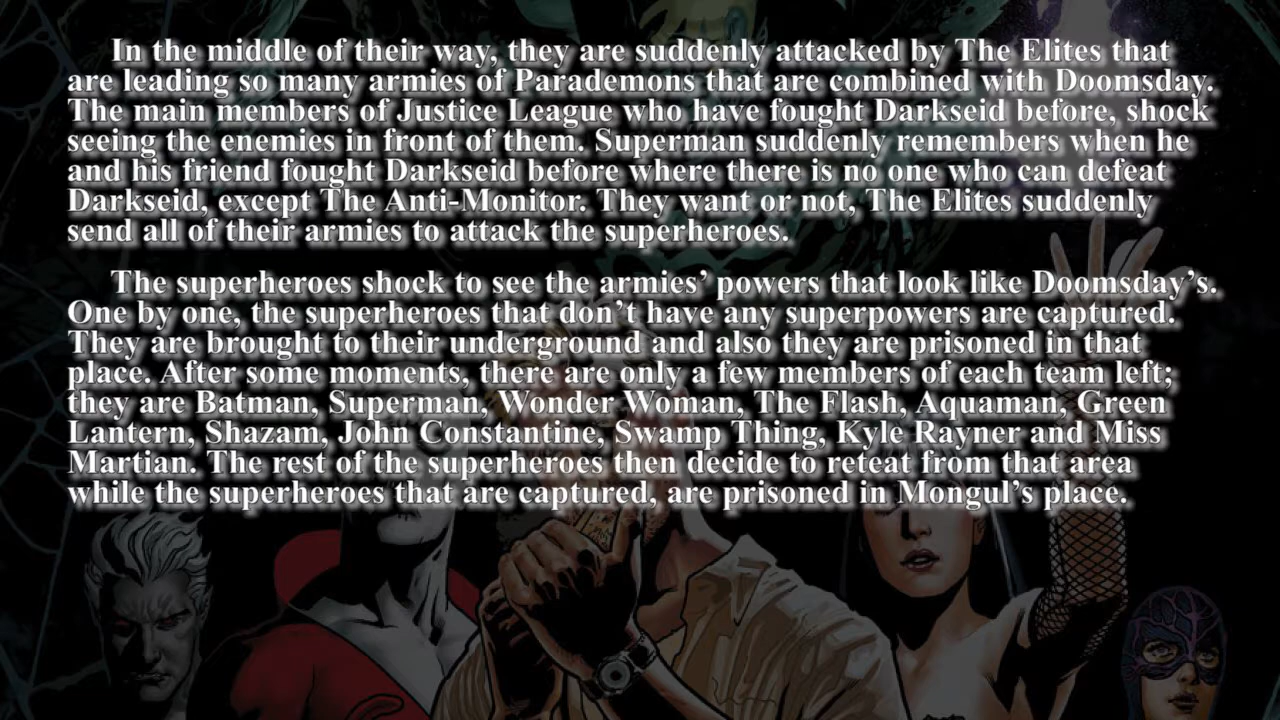 In the middle of their way, they are suddenly attacked by The Elites that
are leading so many armies of Parademons that are combined with Doomsday.
The main members of Justice League who have fought Darkseid before, shock
seeing the enemies in front of them. Superman suddenly remembers when he
and his friend fought Darkseid before where there is no one who can defeat
Darkseid, except The Anti-Monitor. They want or not, The Elites suddenly
send all of their armies to attack the superheroes.
The superheroes shock to see the armies’ powers that look like Doomsday’s.
One by one, the superheroes that don’t have any superpowers are captured.
They are brought to their underground and also they are prisoned in that
place. After some moments, there are only a few members of each team left;
they are Batman, Superman, Wonder Woman, The Flash, Aquaman, Green
Lantern, Shazam, John Constantine, Swamp Thing, Kyle Rayner and Miss
Martian. The rest of the superheroes then decide to reteat from that area
while the superheroes that are captured, are prisoned in Mongul’s place.